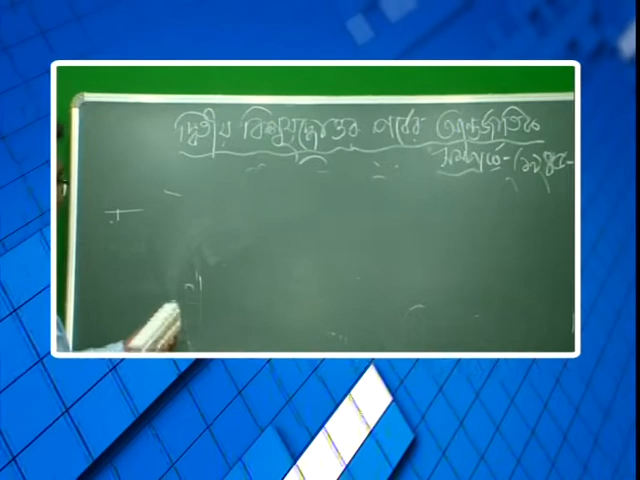 দ্বিতীয় বিশ্বযুদ্ধোত্তর পর্বের আন্তর্জাতিক
সম্পর্ক-(১৯৪৫-